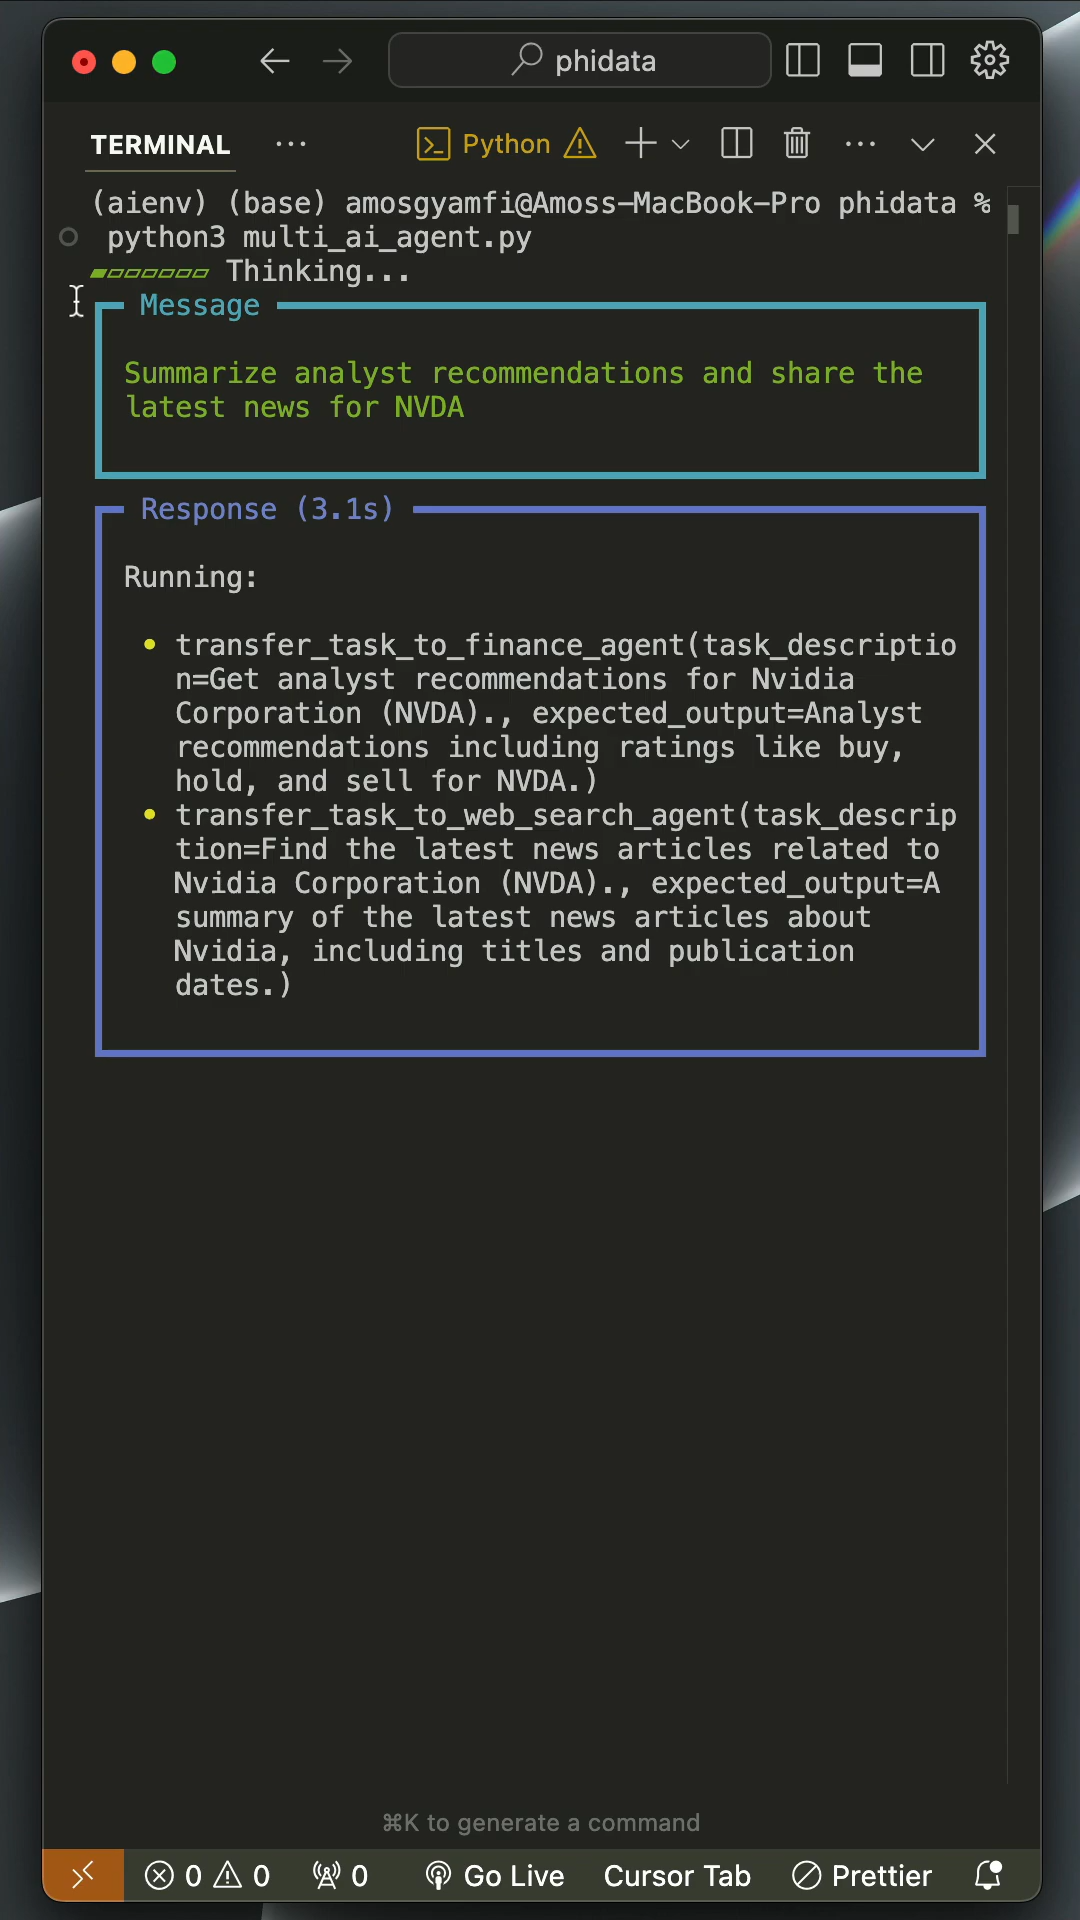 phidata
TERMINAL ··· Python
(aienv) (base) amosgyamfi@Amoss-MacBook-Pro phidata %
python3 multi_ai_agent.py
Thinking...
Message
Summarize analyst recommendations and share the
latest news for NVDA
Response (3.1s)
Running:
• transfer_task_to_finance_agent(task_descriptio
n=Get analyst recommendations for Nvidia
Corporation (NVDA)., expected_output=Analyst
recommendations including ratings like buy,
hold, and sell for NVDA.)
• transfer_task_to_web_search_agent(task_descrip
tion=Find the latest news articles related to
Nvidia Corporation (NVDA)., expected_output=A
summary of the latest news articles about
Nvidia, including titles and publication
dates.)
⌘K to generate a command
0 0 0 Go Live Cursor Tab Prettier